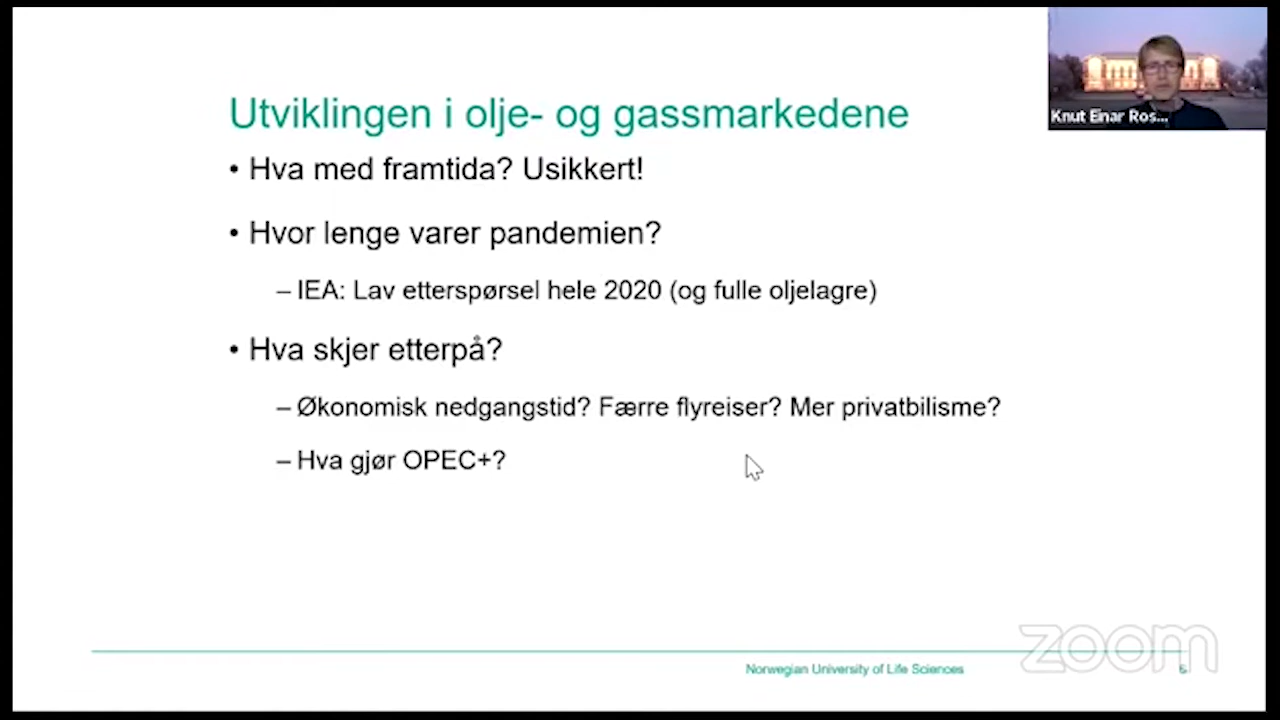 Utviklingen i olje- og gassmarkedene
• Hva med framtida? Usikkert!
• Hvor lenge varer pandemien?
– IEA: Lav etterspørsel hele 2020 (og fulle oljelagre)
• Hva skjer etterpå?
– Økonomisk nedgangstid? Færre flyreiser? Mer privatbilisme?
– Hva gjør OPEC+?
Knut Einar Ros...
zoom
Norwegian University of Life Sciences